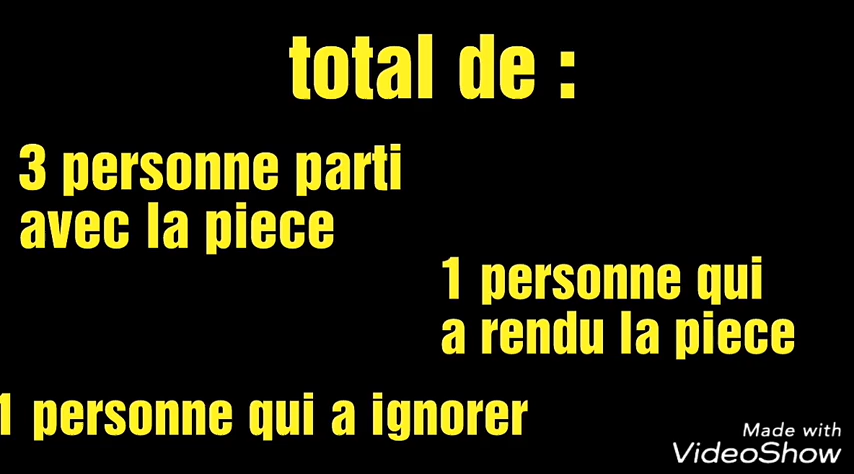 total de :
3 personne parti
avec la piece
1 personne qui
a rendu la piece
1 personne qui a ignorer
Made with
VideoShow